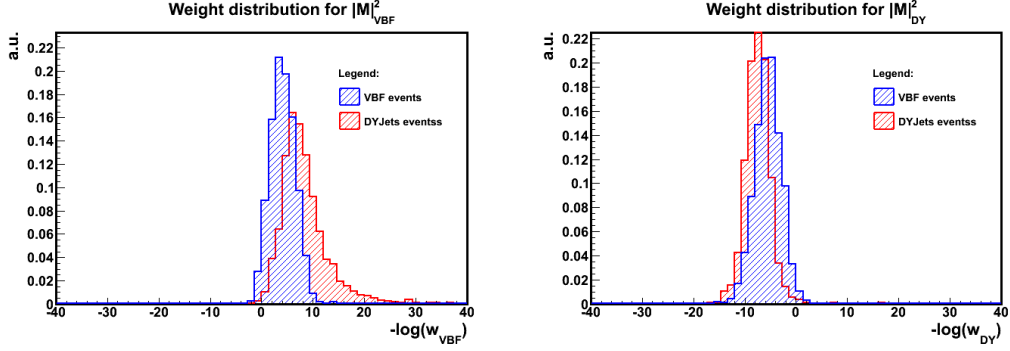 Weight distribution for |M|²VBF
a.u.
0.22
0.2
0.18
0.16
0.14
0.12
0.1
0.08
0.06
0.04
0.02
0
Legend:
VBF events
DYJets eventss
-40 -30 -20 -10 0 10 20 30 40
-log(wVBF)
Weight distribution for |M|²DY
a.u.
0.22
0.2
0.18
0.16
0.14
0.12
0.1
0.08
0.06
0.04
0.02
0
Legend:
VBF events
DYJets eventss
-40 -30 -20 -10 0 10 20 30 40
-log(wDY)